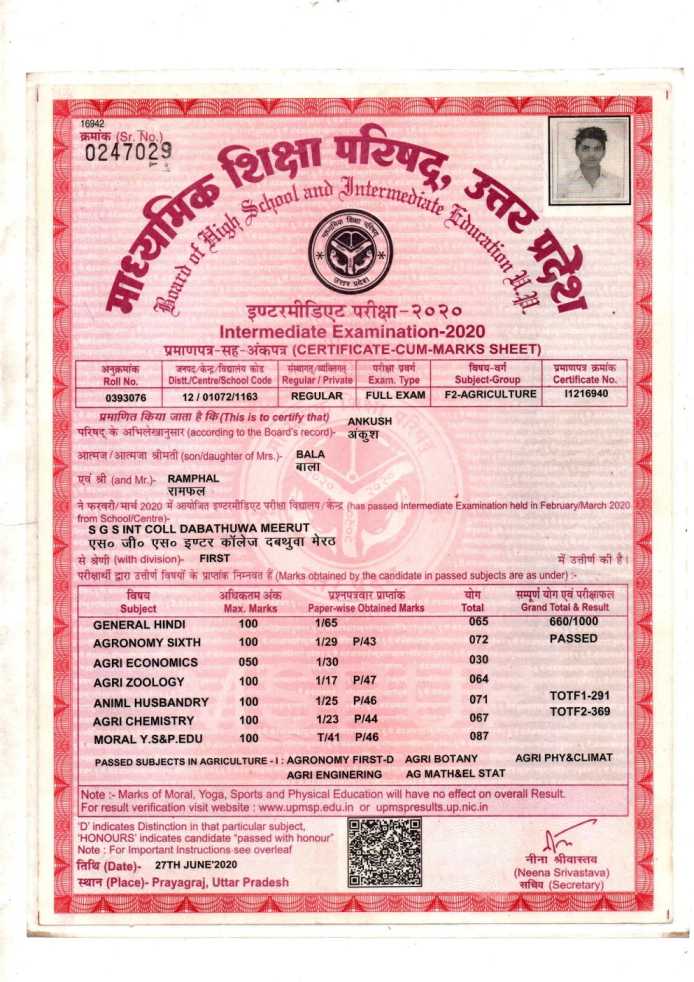 16942
क्रमांक (Sr. No.)
0247029
माध्यमिक शिक्षा परिषद, उत्तर प्रदेश
Board of High School and Intermediate Education U.P.
माध्यमिक शिक्षा परिषद्
उत्तर प्रदेश
इण्टरमीडिएट परीक्षा-२०२०
Intermediate Examination-2020
प्रमाणपत्र-सह-अंकपत्र (CERTIFICATE-CUM-MARKS SHEET)
अनुक्रमांक जनपद/केन्द्र/विद्यालय कोड संस्थागत/व्यक्तिगत परीक्षा प्रवर्ग विषय-वर्ग प्रमाणपत्र क्रमांक
Roll No. Distt./Centre/School Code Regular / Private Exam. Type Subject-Group Certificate No.
0393076 12 / 01072/1163 REGULAR FULL EXAM F2-AGRICULTURE I1216940
प्रमाणित किया जाता है कि (This is to certify that) ANKUSH
परिषद् के अभिलेखानुसार (according to the Board's record)- अंकुश
आत्मज/आत्मजा श्रीमती (son/daughter of Mrs.)- BALA
बाला
एवं श्री (and Mr.)- RAMPHAL
रामफल
ने फरवरी/मार्च 2020 में आयोजित इण्टरमीडिएट परीक्षा विद्यालय/केन्द्र (has passed Intermediate Examination held in February/March 2020
from School/Centre)-
S G S INT COLL DABATHUWA MEERUT
एस० जी० एस० इण्टर कॉलेज दबथुवा मेरठ
से श्रेणी (with division)- FIRST में उत्तीर्ण की है।
परीक्षार्थी द्वारा उत्तीर्ण विषयों के प्राप्तांक निम्नवत हैं (Marks obtained by the candidate in passed subjects are as under) :-
विषय अधिकतम अंक प्रश्नपत्रवार प्राप्तांक योग सम्पूर्ण योग एवं परीक्षाफल
Subject Max. Marks Paper-wise Obtained Marks Total Grand Total & Result
GENERAL HINDI 100 1/65 065 660/1000
AGRONOMY SIXTH 100 1/29 P/43 072 PASSED
AGRI ECONOMICS 050 1/30 030
AGRI ZOOLOGY 100 1/17 P/47 064
ANIML HUSBANDRY 100 1/25 P/46 071 TOTF1-291
AGRI CHEMISTRY 100 1/23 P/44 067 TOTF2-369
MORAL Y.S&P.EDU 100 T/41 P/46 087
PASSED SUBJECTS IN AGRICULTURE - I : AGRONOMY FIRST-D AGRI BOTANY AGRI PHY&CLIMAT
AGRI ENGINERING AG MATH&EL STAT
Note :- Marks of Moral, Yoga, Sports and Physical Education will have no effect on overall Result.
For result verification visit website : www.upmsp.edu.in or upmspresults.up.nic.in
'D' indicates Distinction in that particular subject,
'HONOURS' indicates candidate "passed with honour"
Note : For Important Instructions see overleaf
तिथि (Date)- 27TH JUNE'2020
स्थान (Place)- Prayagraj, Uttar Pradesh
नीना श्रीवास्तव
(Neena Srivastava)
सचिव (Secretary)